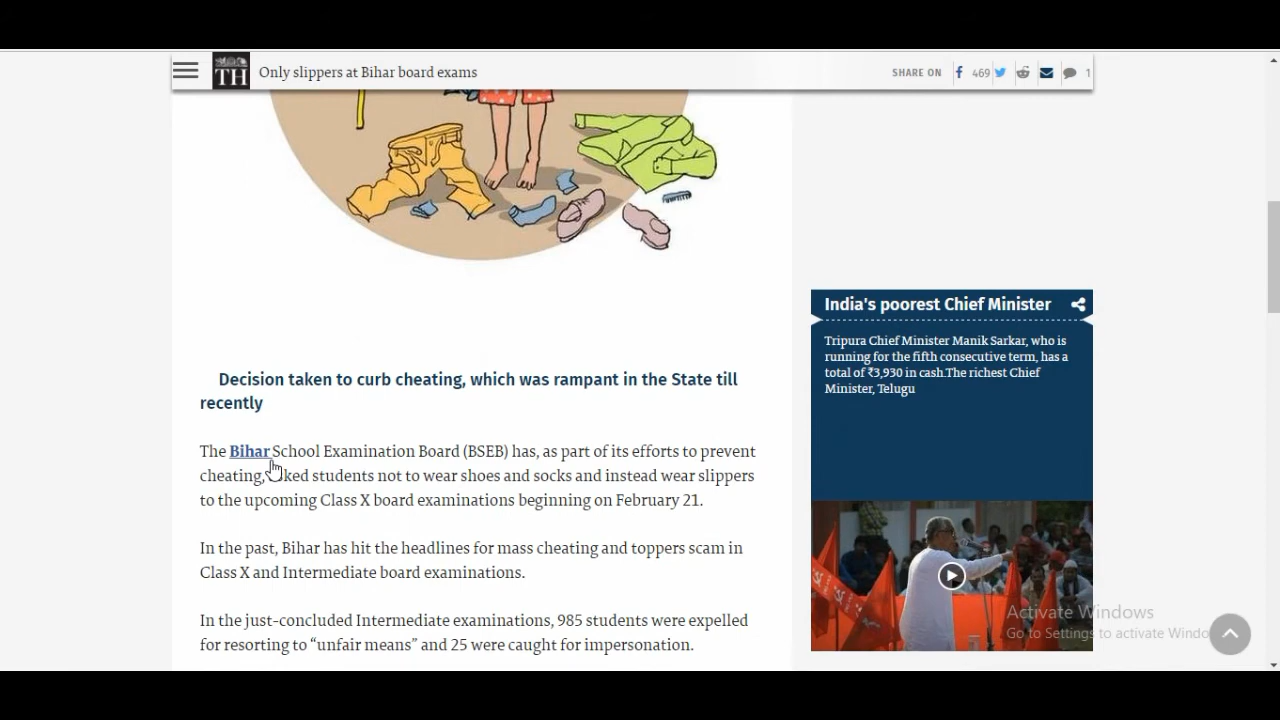 TH
Only slippers at Bihar board exams
SHARE ON
469
1
Decision taken to curb cheating, which was rampant in the State till
recently
The Bihar School Examination Board (BSEB) has, as part of its efforts to prevent
cheating, ked students not to wear shoes and socks and instead wear slippers
to the upcoming Class X board examinations beginning on February 21.
In the past, Bihar has hit the headlines for mass cheating and toppers scam in
Class X and Intermediate board examinations.
In the just-concluded Intermediate examinations, 985 students were expelled
for resorting to “unfair means” and 25 were caught for impersonation.
India's poorest Chief Minister
Tripura Chief Minister Manik Sarkar, who is
running for the fifth consecutive term, has a
total of ₹3,930 in cash.The richest Chief
Minister, Telugu
Activate Windows
Go to Settings to activate Windo